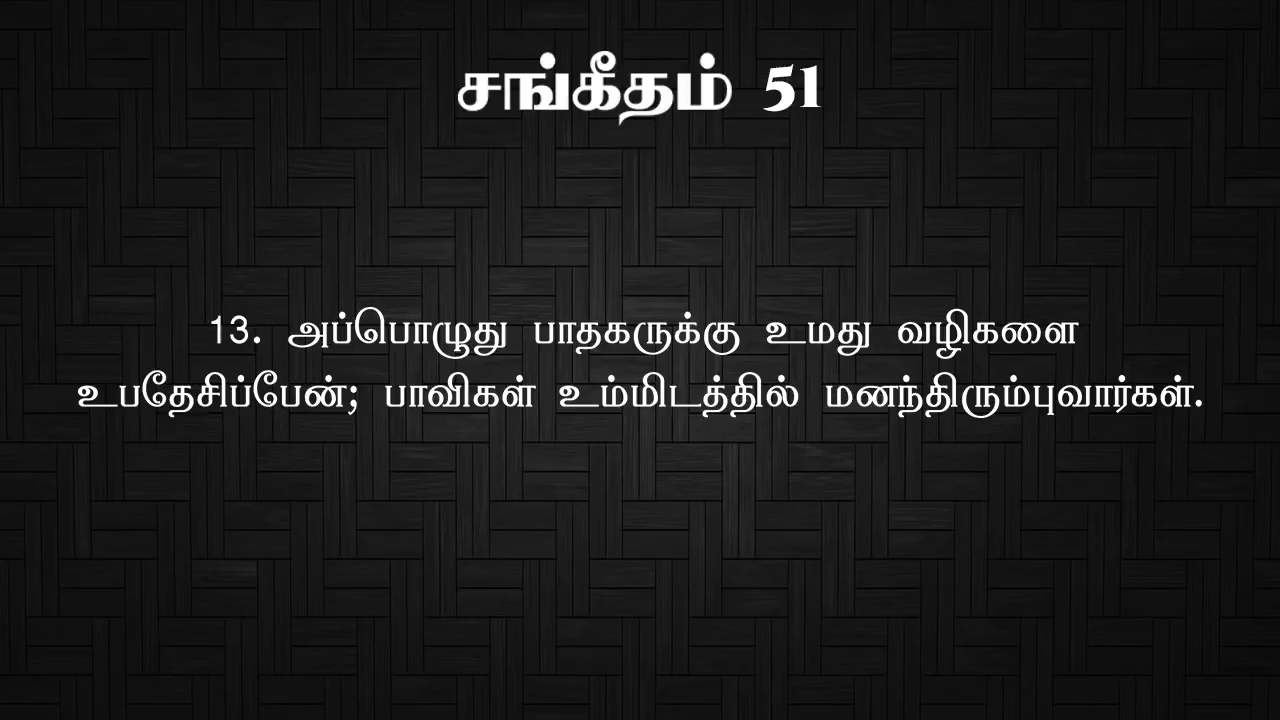 சங்கீதம் 51
13. அப்பொழுது பாதகருக்கு உமது வழிகளை
உபதேசிப்பேன்; பாவிகள் உம்மிடத்தில் மனந்திரும்புவார்கள்.